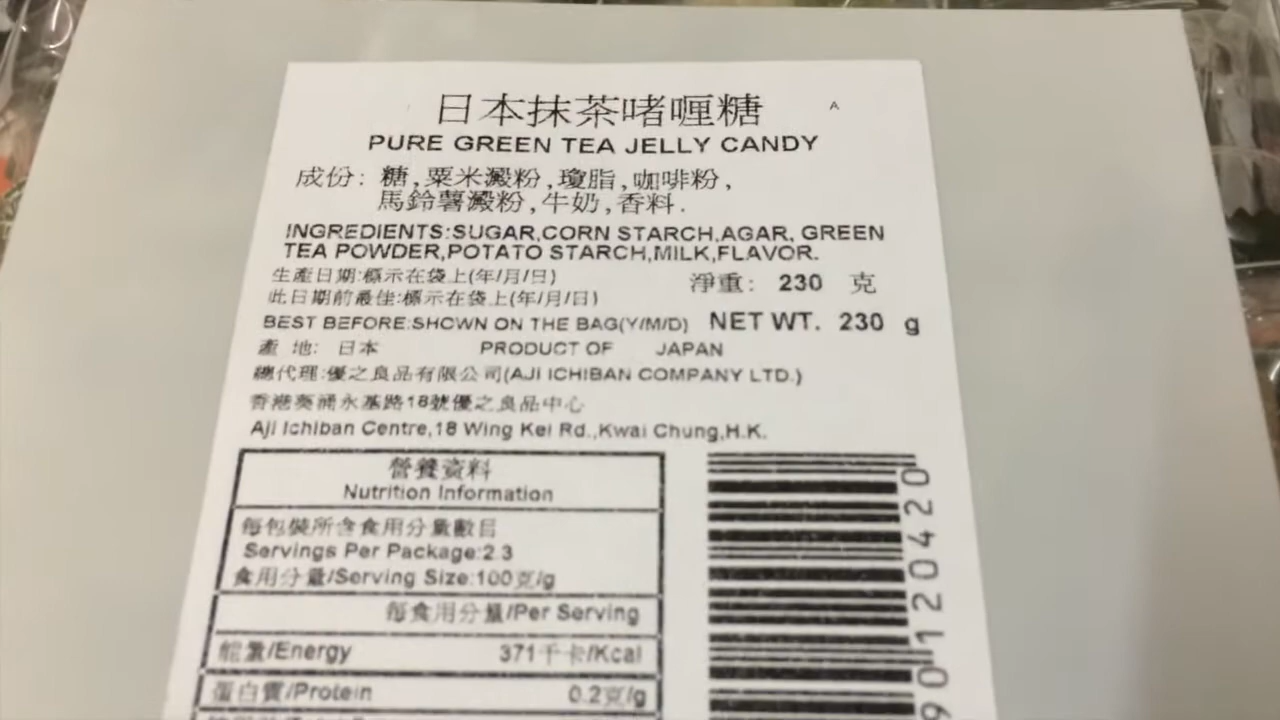 日本抹茶啫喱糖
A
PURE GREEN TEA JELLY CANDY
成份: 糖,粟米澱粉,瓊脂,咖啡粉,
馬鈴薯澱粉,牛奶,香料.
INGREDIENTS:SUGAR,CORN STARCH,AGAR, GREEN
TEA POWDER,POTATO STARCH,MILK,FLAVOR.
生產日期:標示在袋上(年/月/日)
淨重: 230 克
此日期前最佳:標示在袋上(年/月/日)
BEST BEFORE:SHOWN ON THE BAG(Y/M/D) NET WT. 230 g
產 地: 日本 PRODUCT OF JAPAN
總代理:優之良品有限公司(AJI ICHIBAN COMPANY LTD.)
香港葵涌永基路18號優之良品中心
Aji Ichiban Centre,18 Wing Kei Rd.,Kwai Chung,H.K.
營養資料
Nutrition Information
每包裝所含食用分量數目
Servings Per Package:2.3
食用分量/Serving Size:100克/g
每食用分量/Per Serving
能量/Energy 371千卡/Kcal
蛋白質/Protein 0.2克/g
90120420